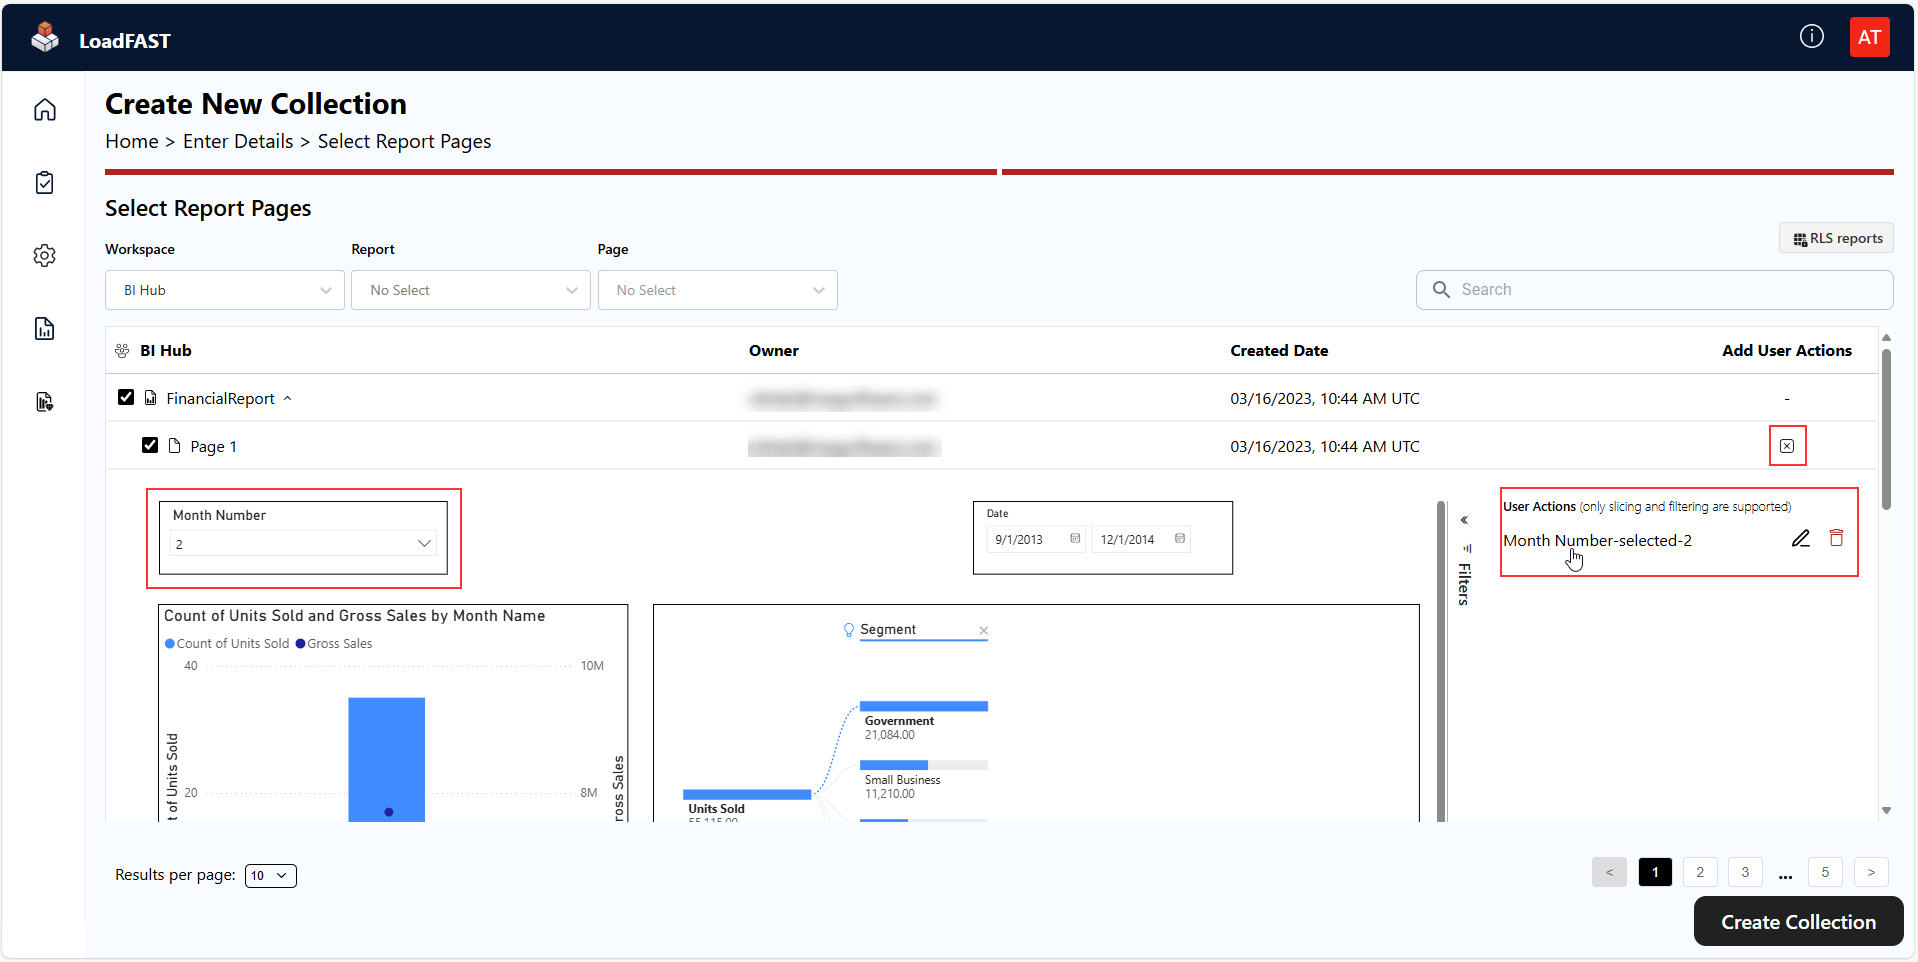 LoadFAST
AT
Create New Collection
Home > Enter Details > Select Report Pages
Select Report Pages
RLS reports
Workspace
Report
Page
BI Hub
No Select
No Select
Search
BI Hub
Owner
Created Date
Add User Actions
FinancialReport
03/16/2023, 10:44 AM UTC
-
Page 1
03/16/2023, 10:44 AM UTC
Month Number
2
Date
9/1/2013
12/1/2014
Filters
User Actions (only slicing and filtering are supported)
Month Number-selected-2
Count of Units Sold and Gross Sales by Month Name
Count of Units Sold
Gross Sales
40
10M
20
8M
t of Units Sold
ross Sales
Segment
Government
21,084.00
Small Business
11,210.00
Units Sold
55,115.00
Results per page: 10
< 1 2 3 ... 5 >
Create Collection